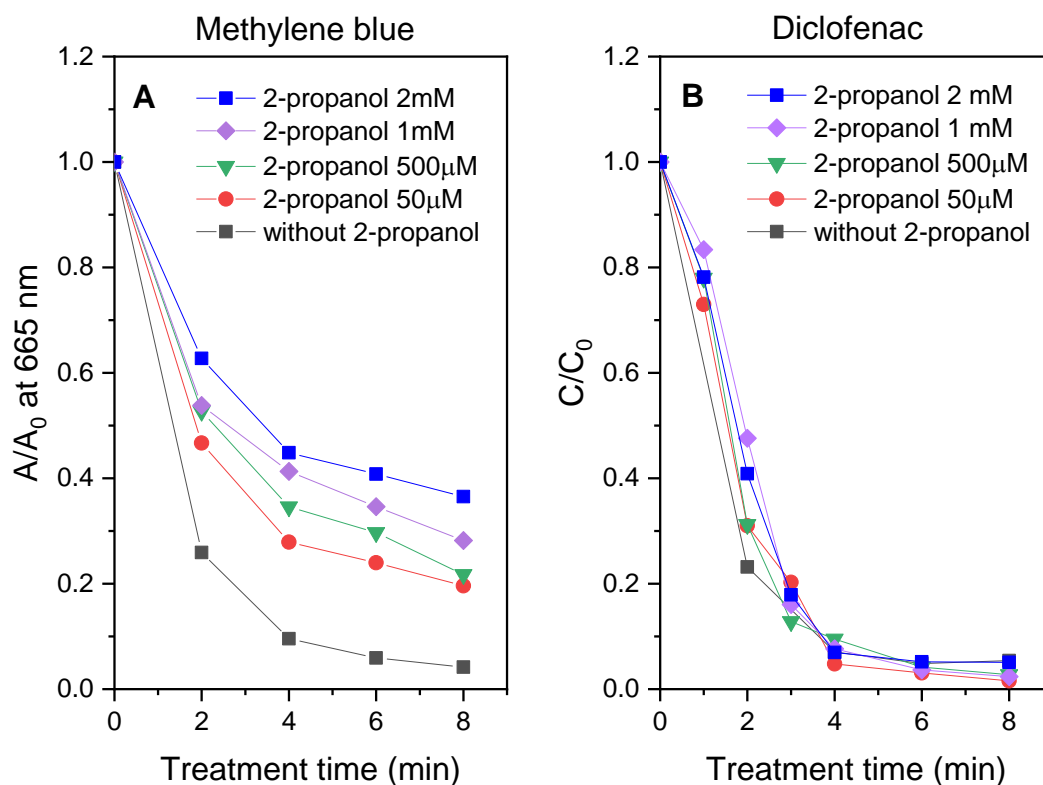 Methylene blue
A
2-propanol 2mM
2-propanol 1mM
2-propanol 500μM
2-propanol 50μM
without 2-propanol
A/A0 at 665 nm
1.2
1.0
0.8
0.6
0.4
0.2
0.0
0 2 4 6 8
Treatment time (min)
Diclofenac
B
2-propanol 2 mM
2-propanol 1 mM
2-propanol 500μM
2-propanol 50μM
without 2-propanol
C/C0
1.2
1.0
0.8
0.6
0.4
0.2
0.0
0 2 4 6 8
Treatment time (min)